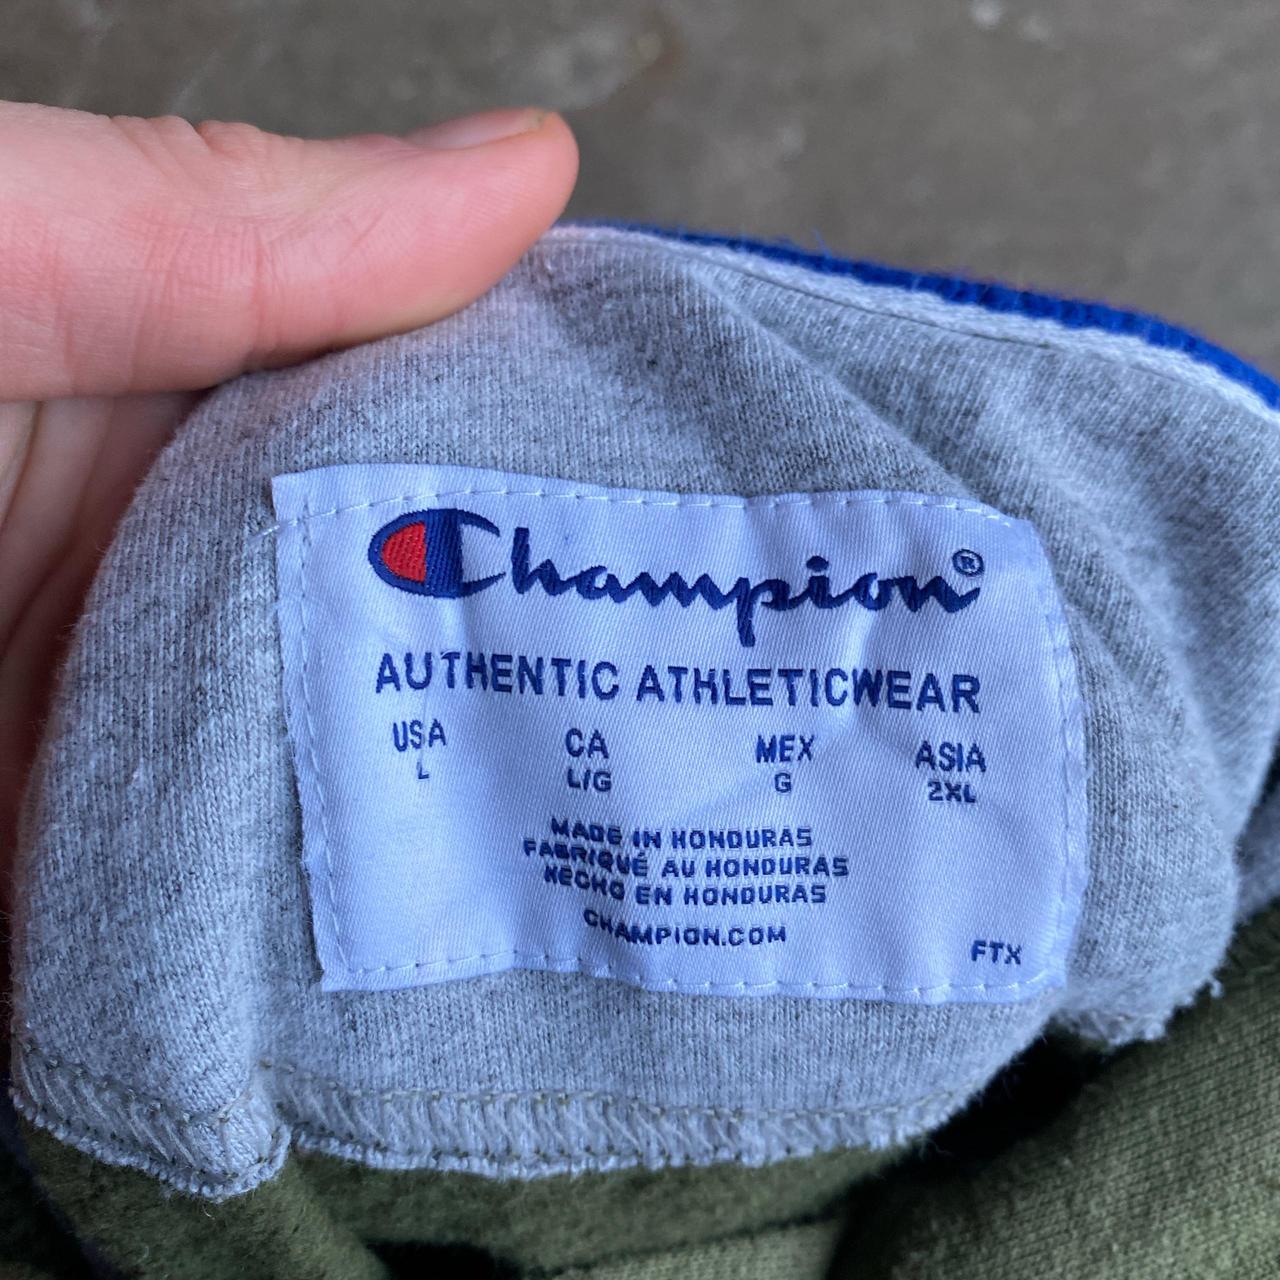 Champion®
AUTHENTIC ATHLETICWEAR
USA CA MEX ASIA
L L/G G 2XL
MADE IN HONDURAS
FABRIQUÉ AU HONDURAS
HECHO EN HONDURAS
CHAMPION.COM
FTX